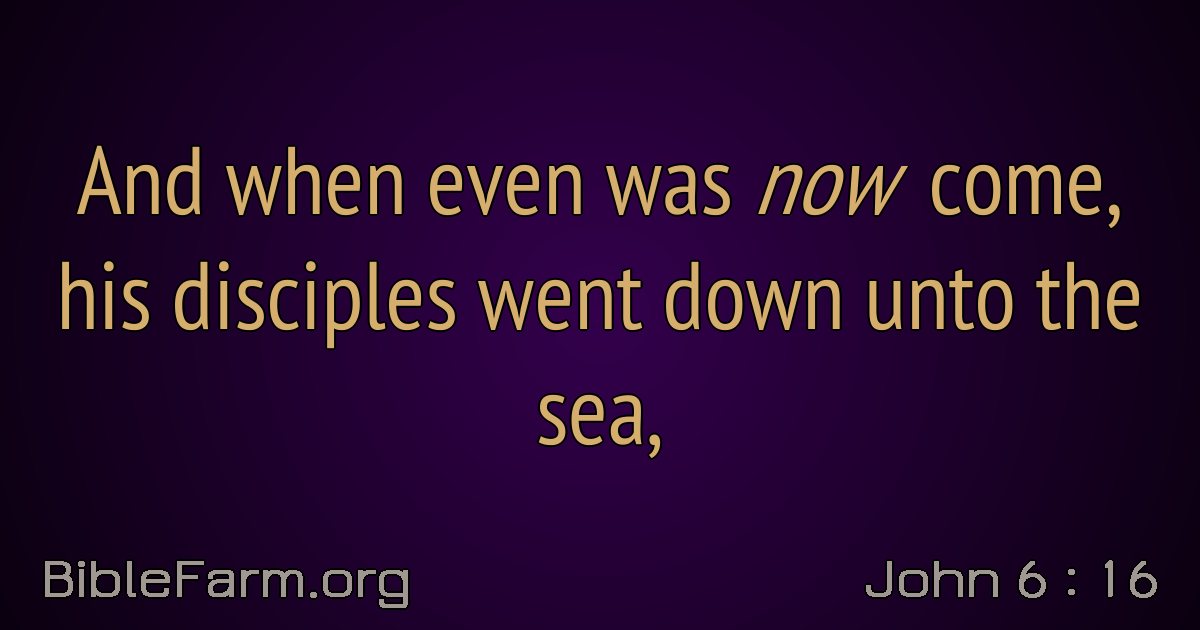 And when even was now come,
his disciples went down unto the
sea,
BibleFarm.org
John 6 : 16